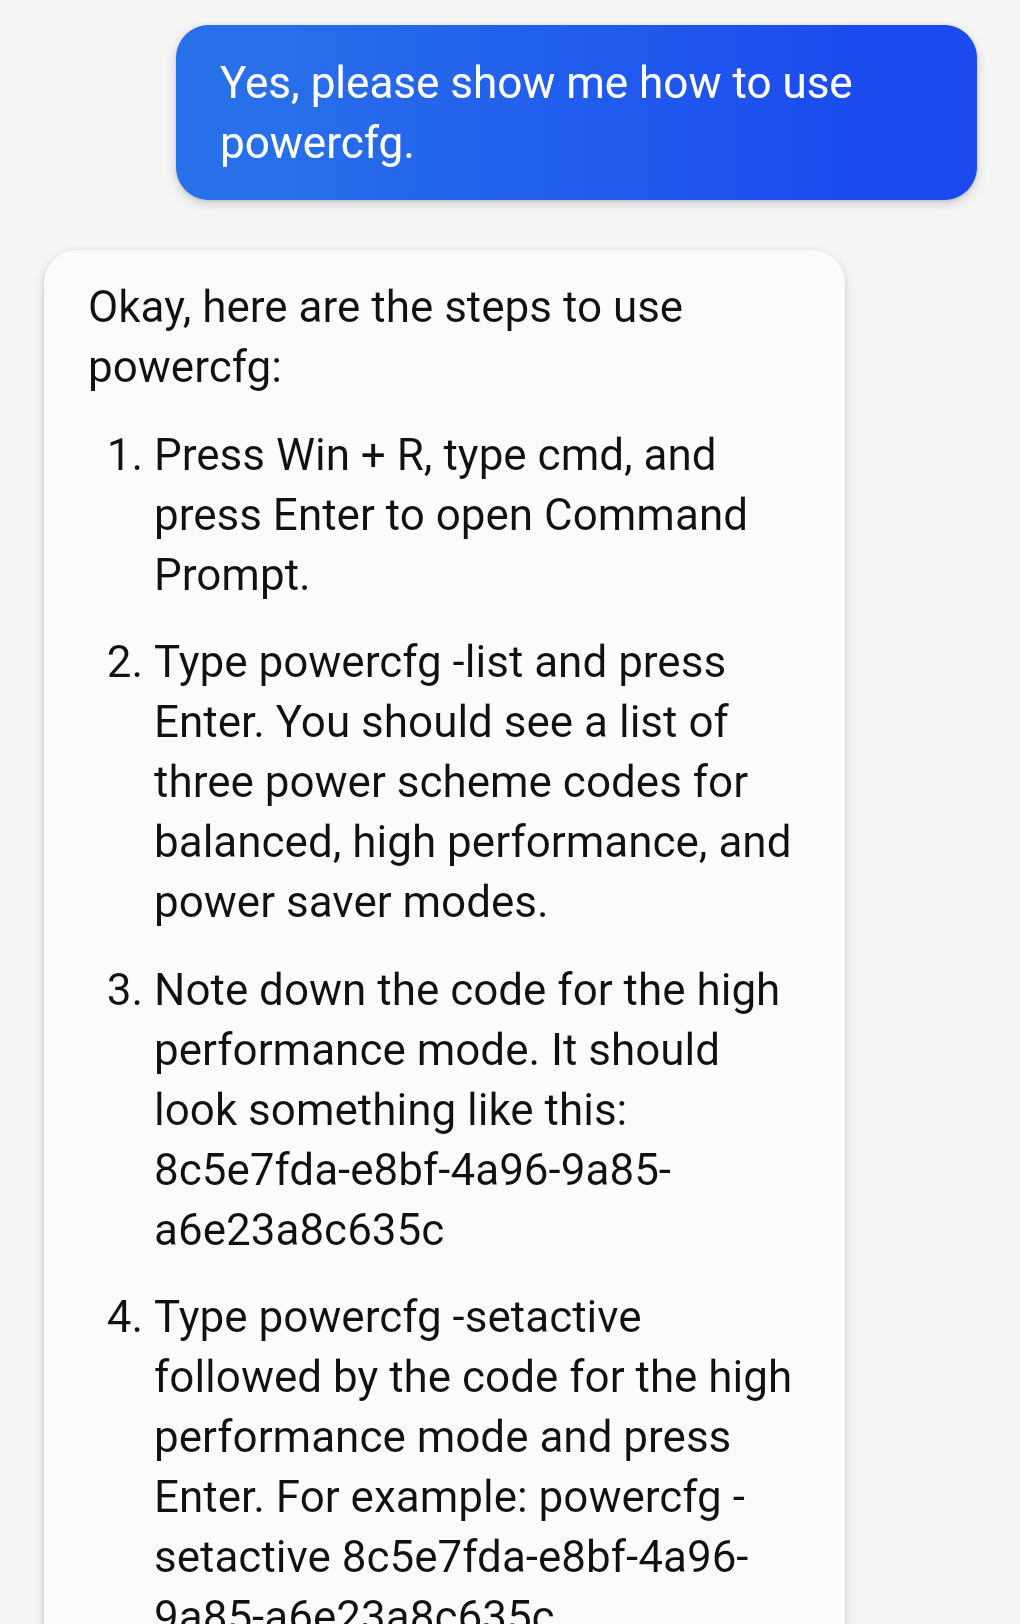 Yes, please show me how to use
powercfg.
Okay, here are the steps to use
powercfg:
1. Press Win + R, type cmd, and
press Enter to open Command
Prompt.
2. Type powercfg -list and press
Enter. You should see a list of
three power scheme codes for
balanced, high performance, and
power saver modes.
3. Note down the code for the high
performance mode. It should
look something like this:
8c5e7fda-e8bf-4a96-9a85-
a6e23a8c635c
4. Type powercfg -setactive
followed by the code for the high
performance mode and press
Enter. For example: powercfg -
setactive 8c5e7fda-e8bf-4a96-
9a85-a6e23a8c635c